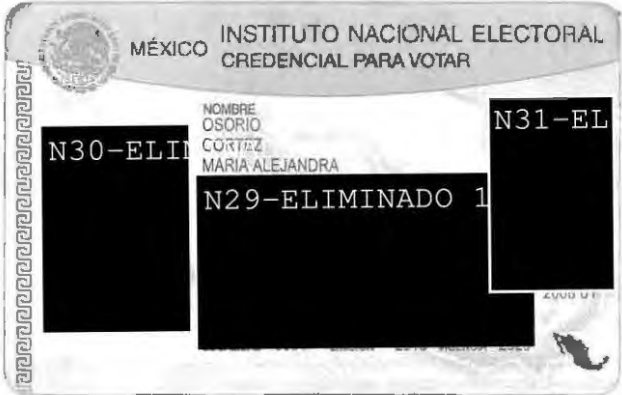 MÉXICO
INSTITUTO NACIONAL ELECTORAL
CREDENCIAL PARA VOTAR
NOMBRE
OSORIO
CORTEZ
MARIA ALEJANDRA
N30-ELI
N29-ELIMINADO 1
N31-EL